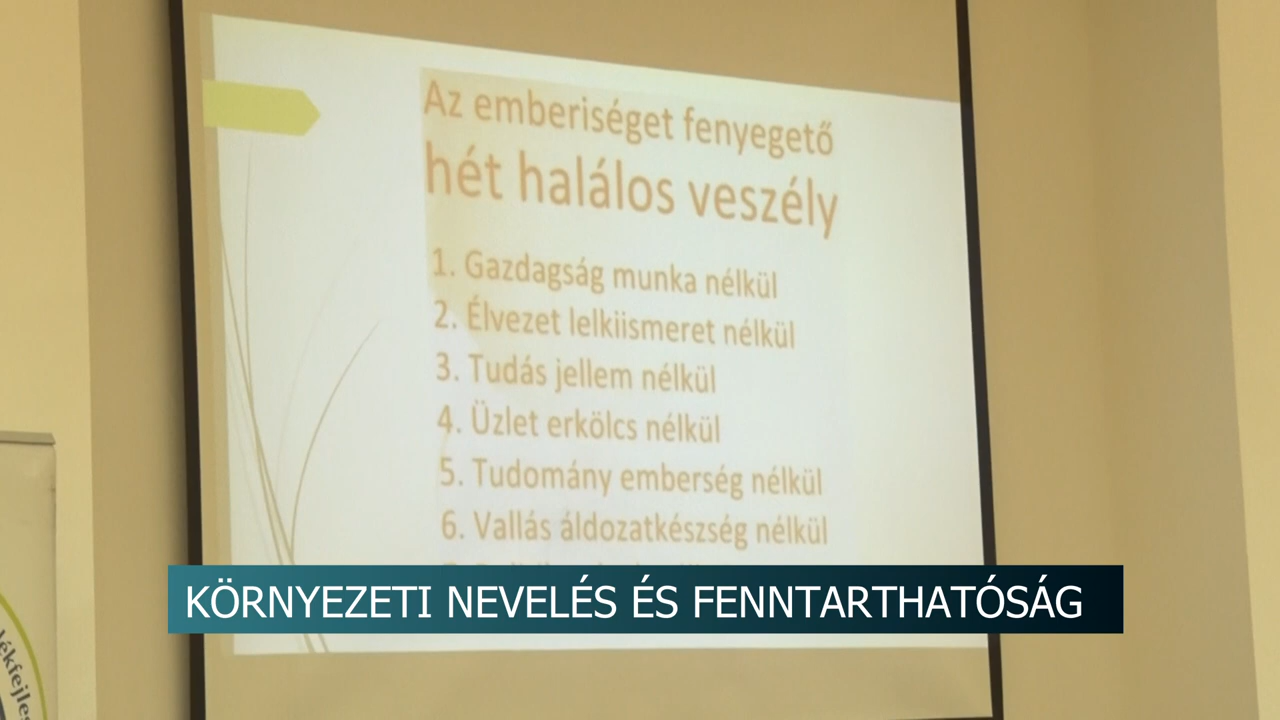 Az emberiséget fenyegető
hét halálos veszély
1. Gazdagság munka nélkül
2. Élvezet lelkiismeret nélkül
3. Tudás jellem nélkül
4. Üzlet erkölcs nélkül
5. Tudomány emberség nélkül
6. Vallás áldozatkészség nélkül
KÖRNYEZETI NEVELÉS ÉS FENNTARTHATÓSÁG